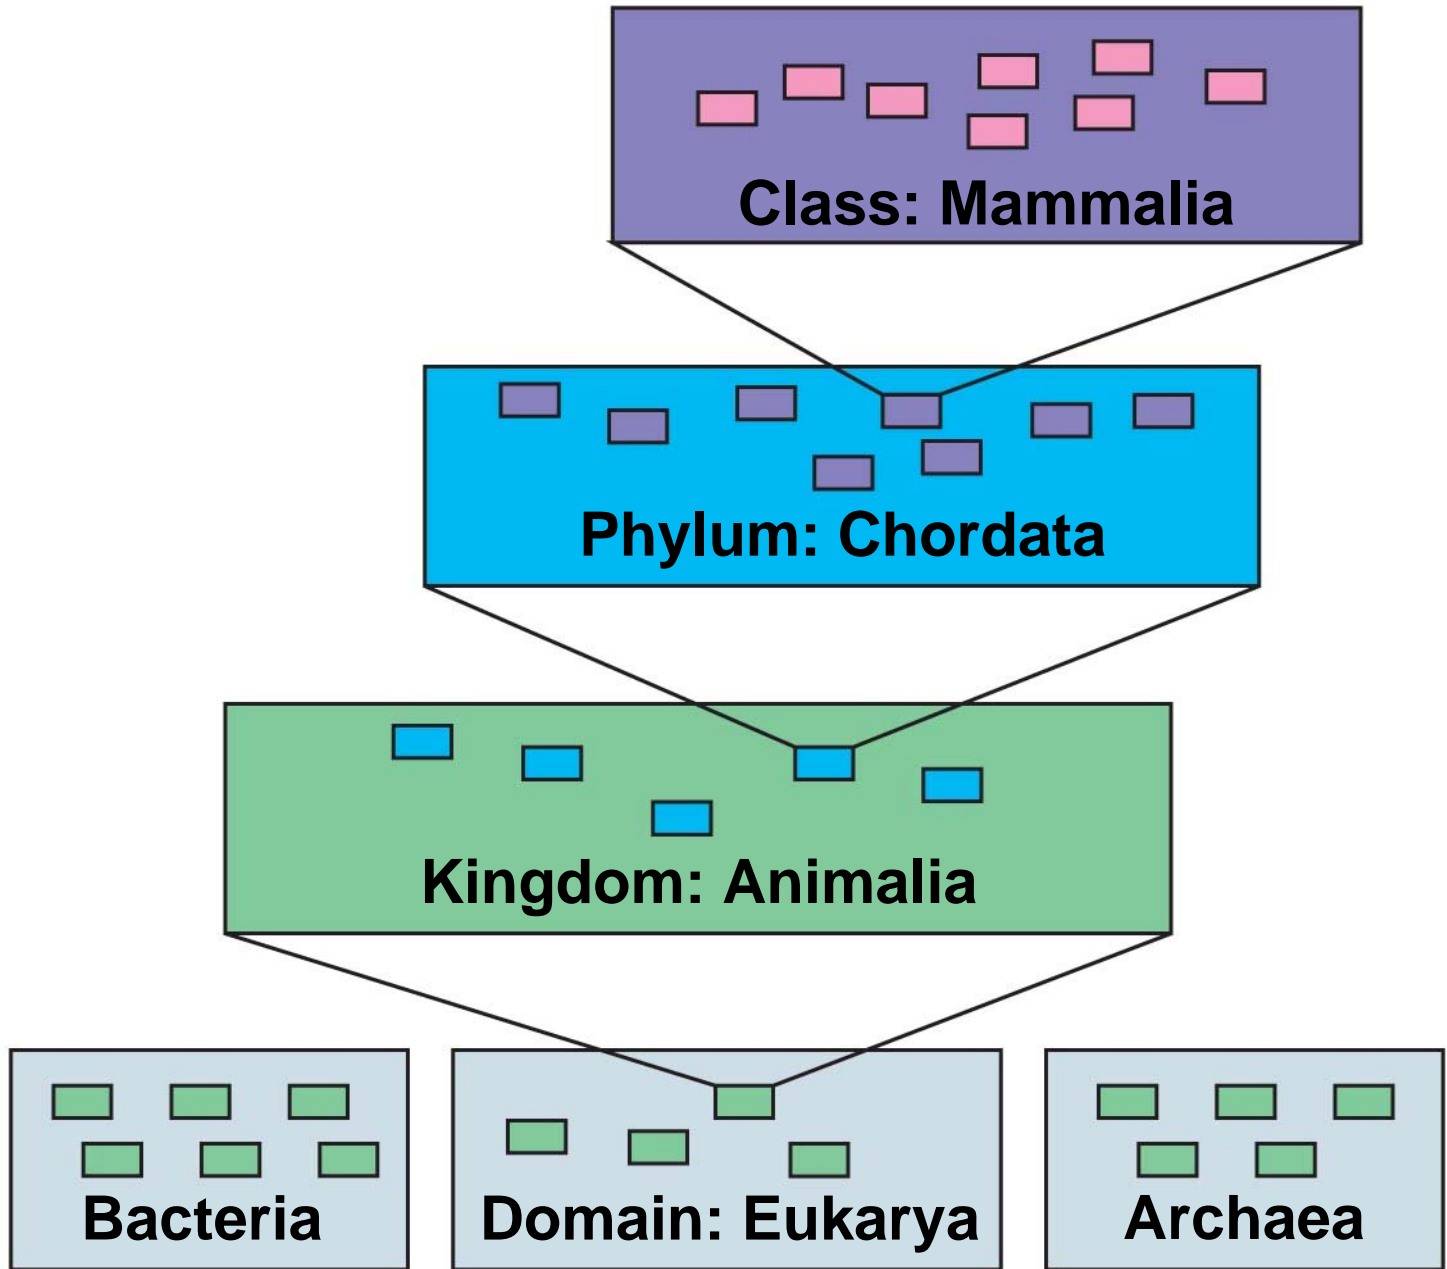 Class: Mammalia
Phylum: Chordata
Kingdom: Animalia
Bacteria
Domain: Eukarya
Archaea